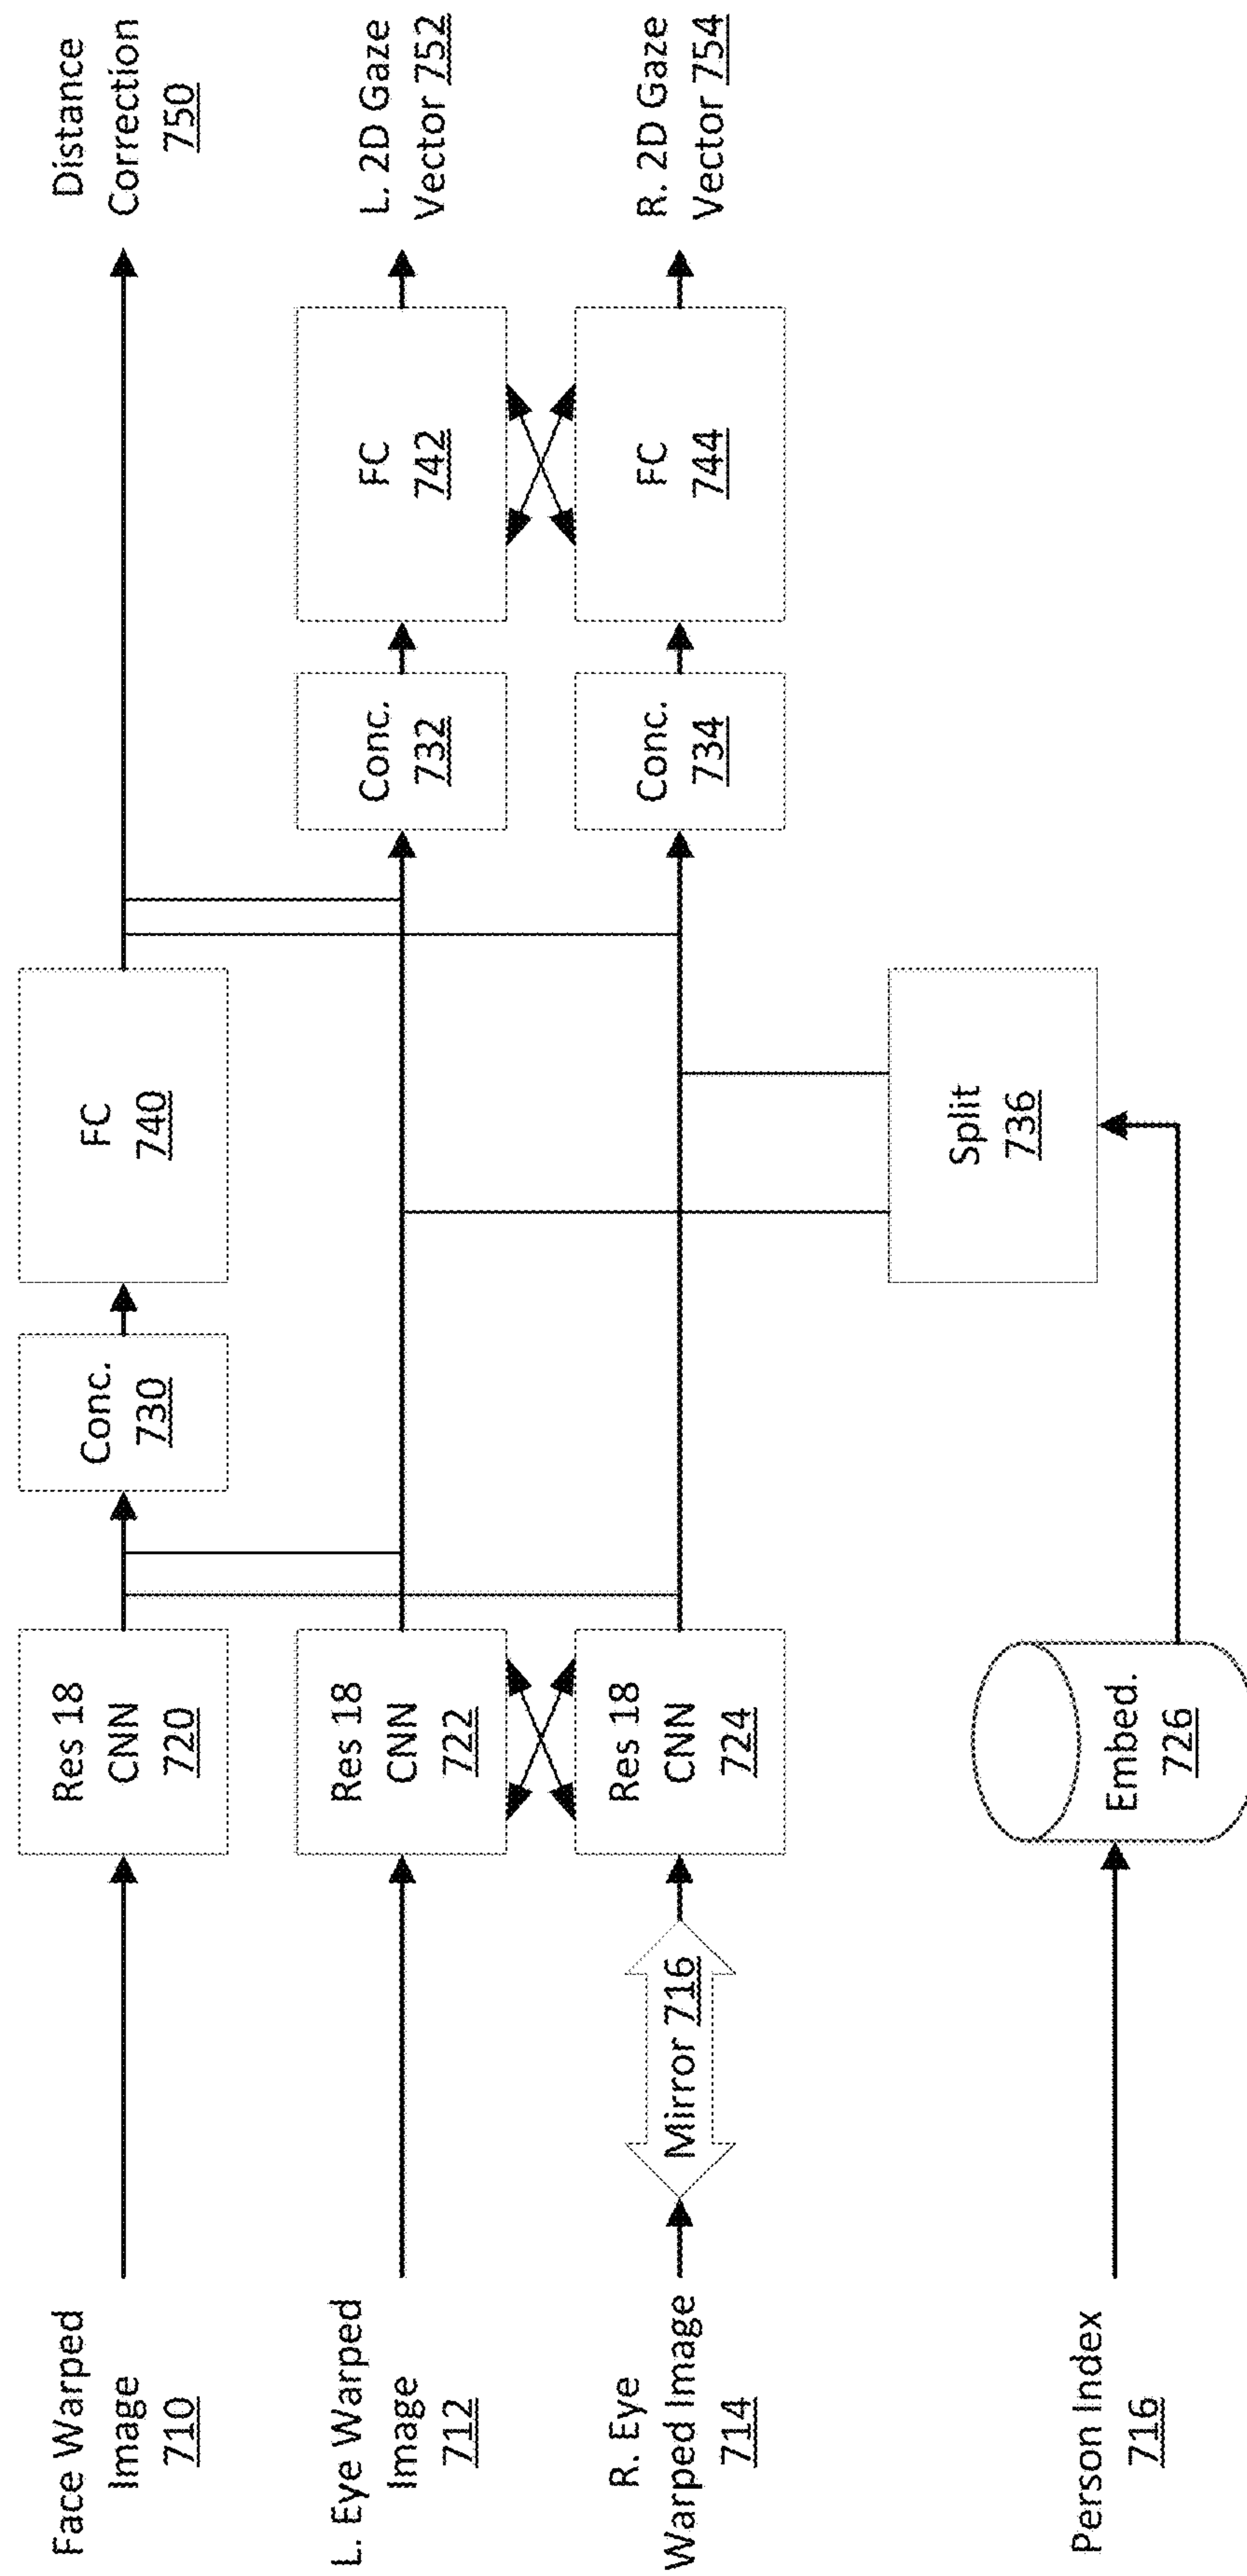 Face Warped
Image
710
L. Eye Warped
Image
712
R. Eye
Warped Image
714
Person Index
716
Mirror 716
Res 18
CNN
720
Res 18
CNN
722
Res 18
CNN
724
Embed.
726
Conc.
730
FC
740
Split
736
Conc.
732
Conc.
734
FC
742
FC
744
Distance
Correction
750
L. 2D Gaze
Vector 752
R. 2D Gaze
Vector 754